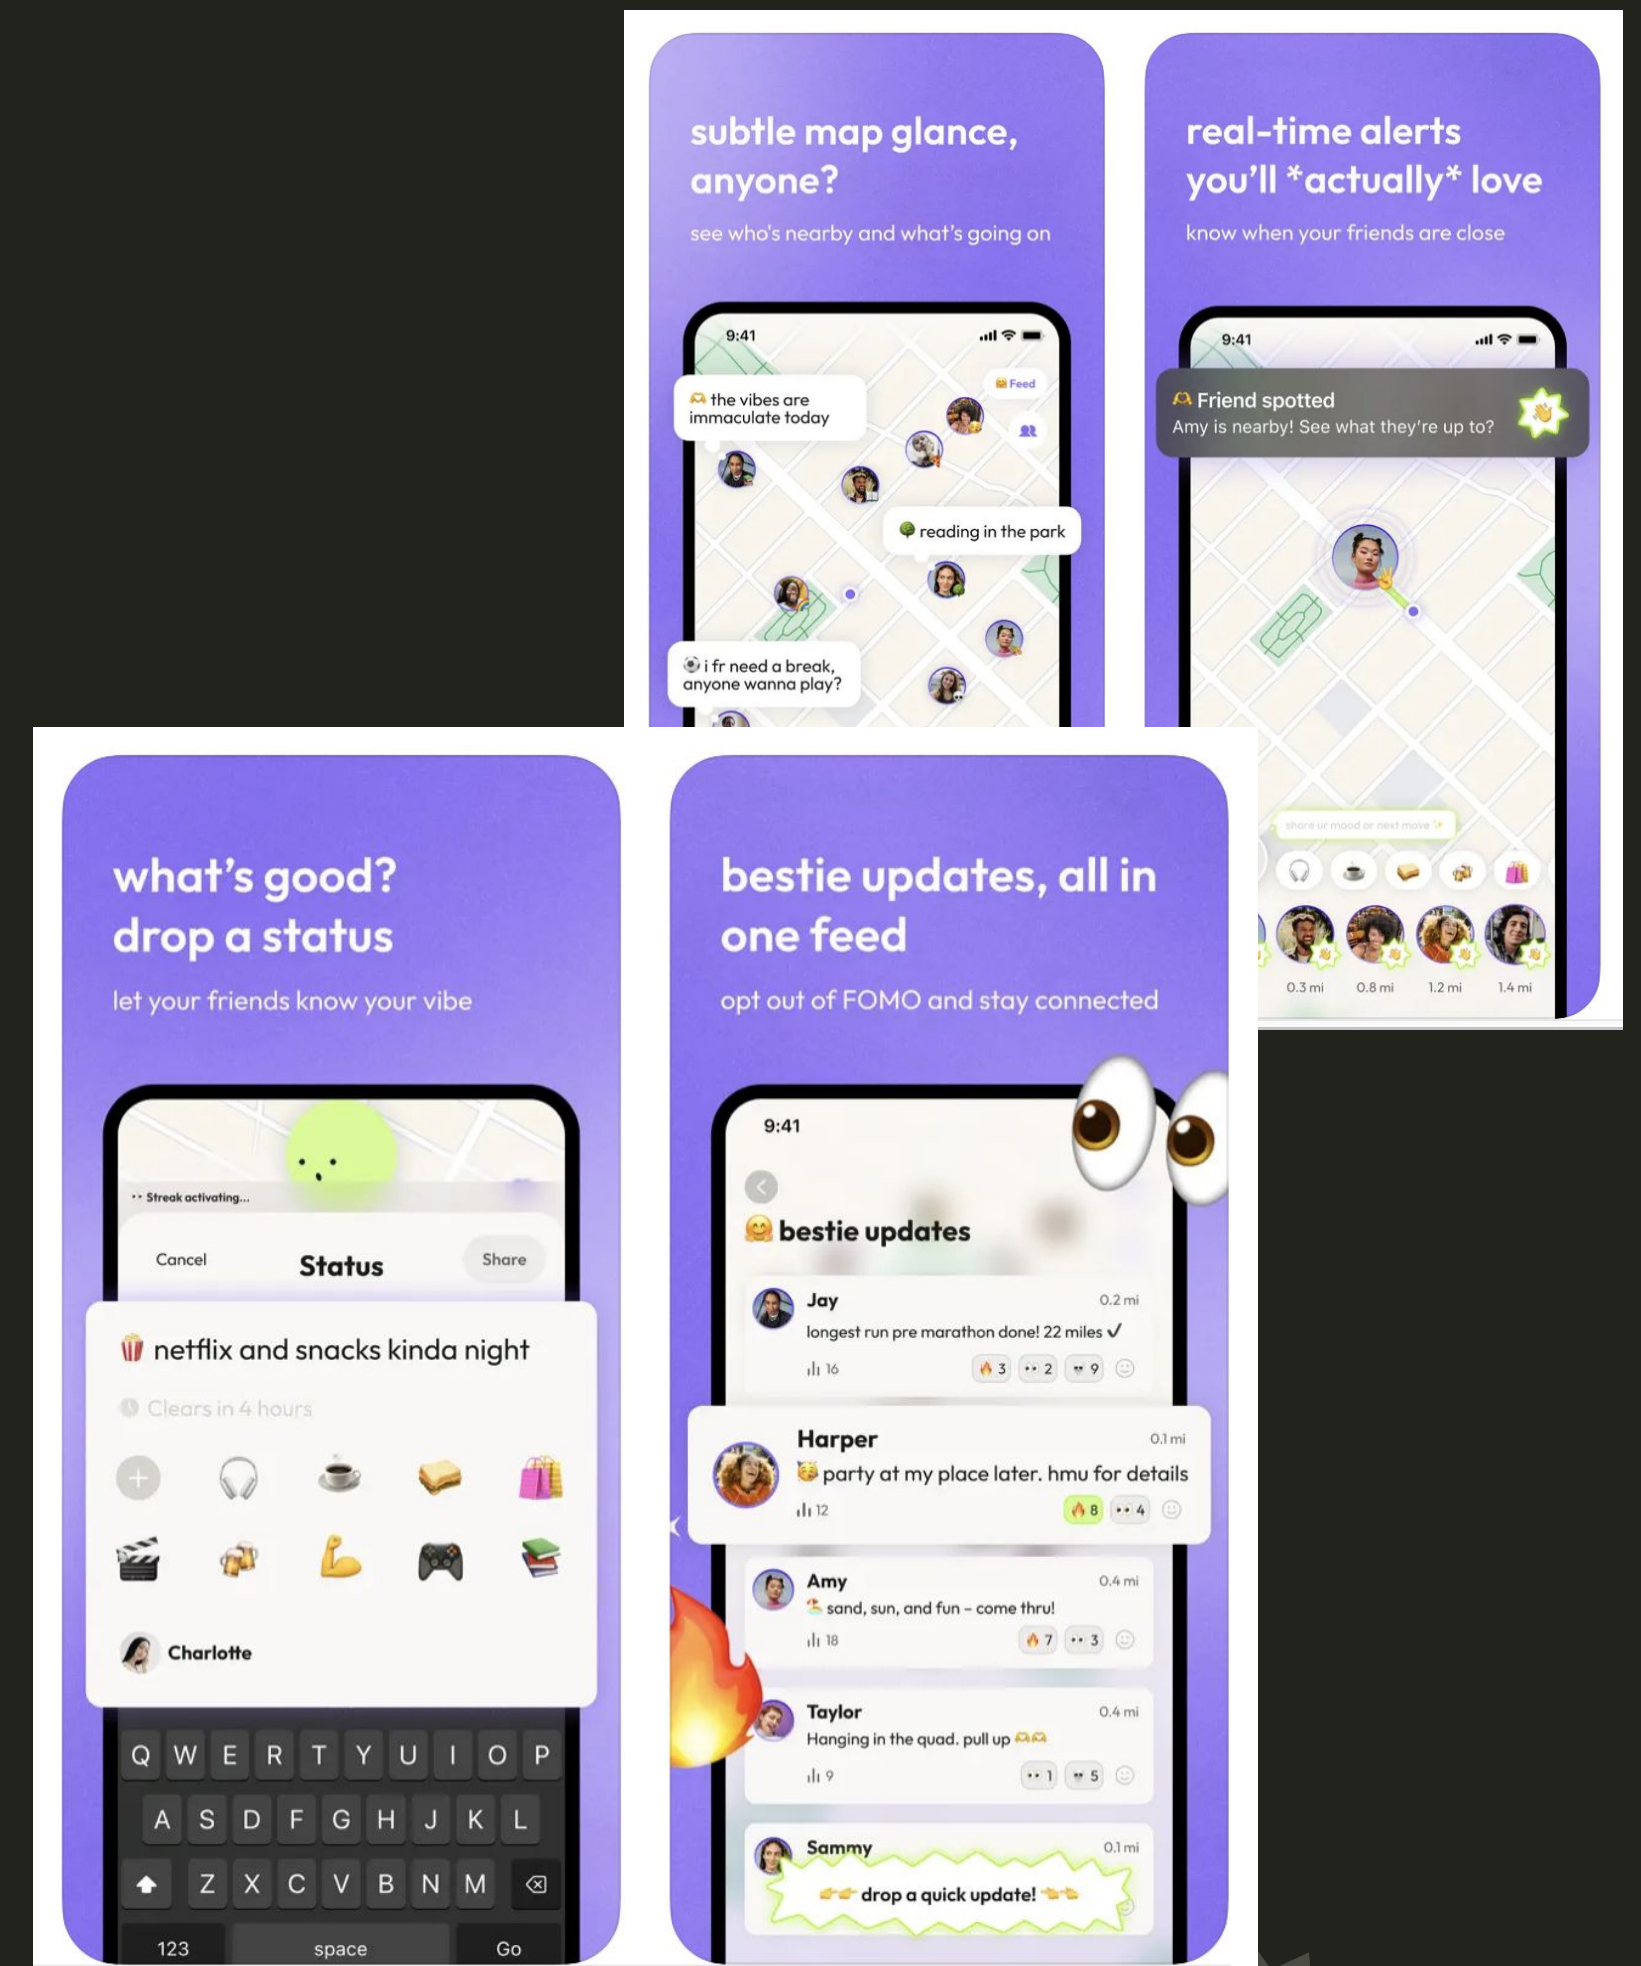 subtle map glance,
anyone?
see who's nearby and what's going on
9:41
the vibes are
immaculate today
Feed
reading in the park
i fr need a break,
anyone wanna play?
real-time alerts
you'll *actually* love
know when your friends are close
9:41
Friend spotted
Amy is nearby! See what they're up to?
share ur mood or next move
0.3 mi 0.8 mi 1.2 mi 1.4 mi
what's good?
drop a status
let your friends know your vibe
Streak activating...
Cancel Status Share
netflix and snacks kinda night
Clears in 4 hours
Charlotte
Q W E R T Y U I O P
A S D F G H J K L
Z X C V B N M
123 space Go
bestie updates, all in
one feed
opt out of FOMO and stay connected
9:41
bestie updates
Jay 0.2 mi
longest run pre marathon done! 22 miles ✓
16 3 2 9
Harper 0.1 mi
party at my place later. hmu for details
12 8 4
Amy 0.4 mi
sand, sun, and fun – come thru!
18 7 3
Taylor 0.4 mi
Hanging in the quad. pull up
9 1 5
Sammy 0.1 mi
drop a quick update!